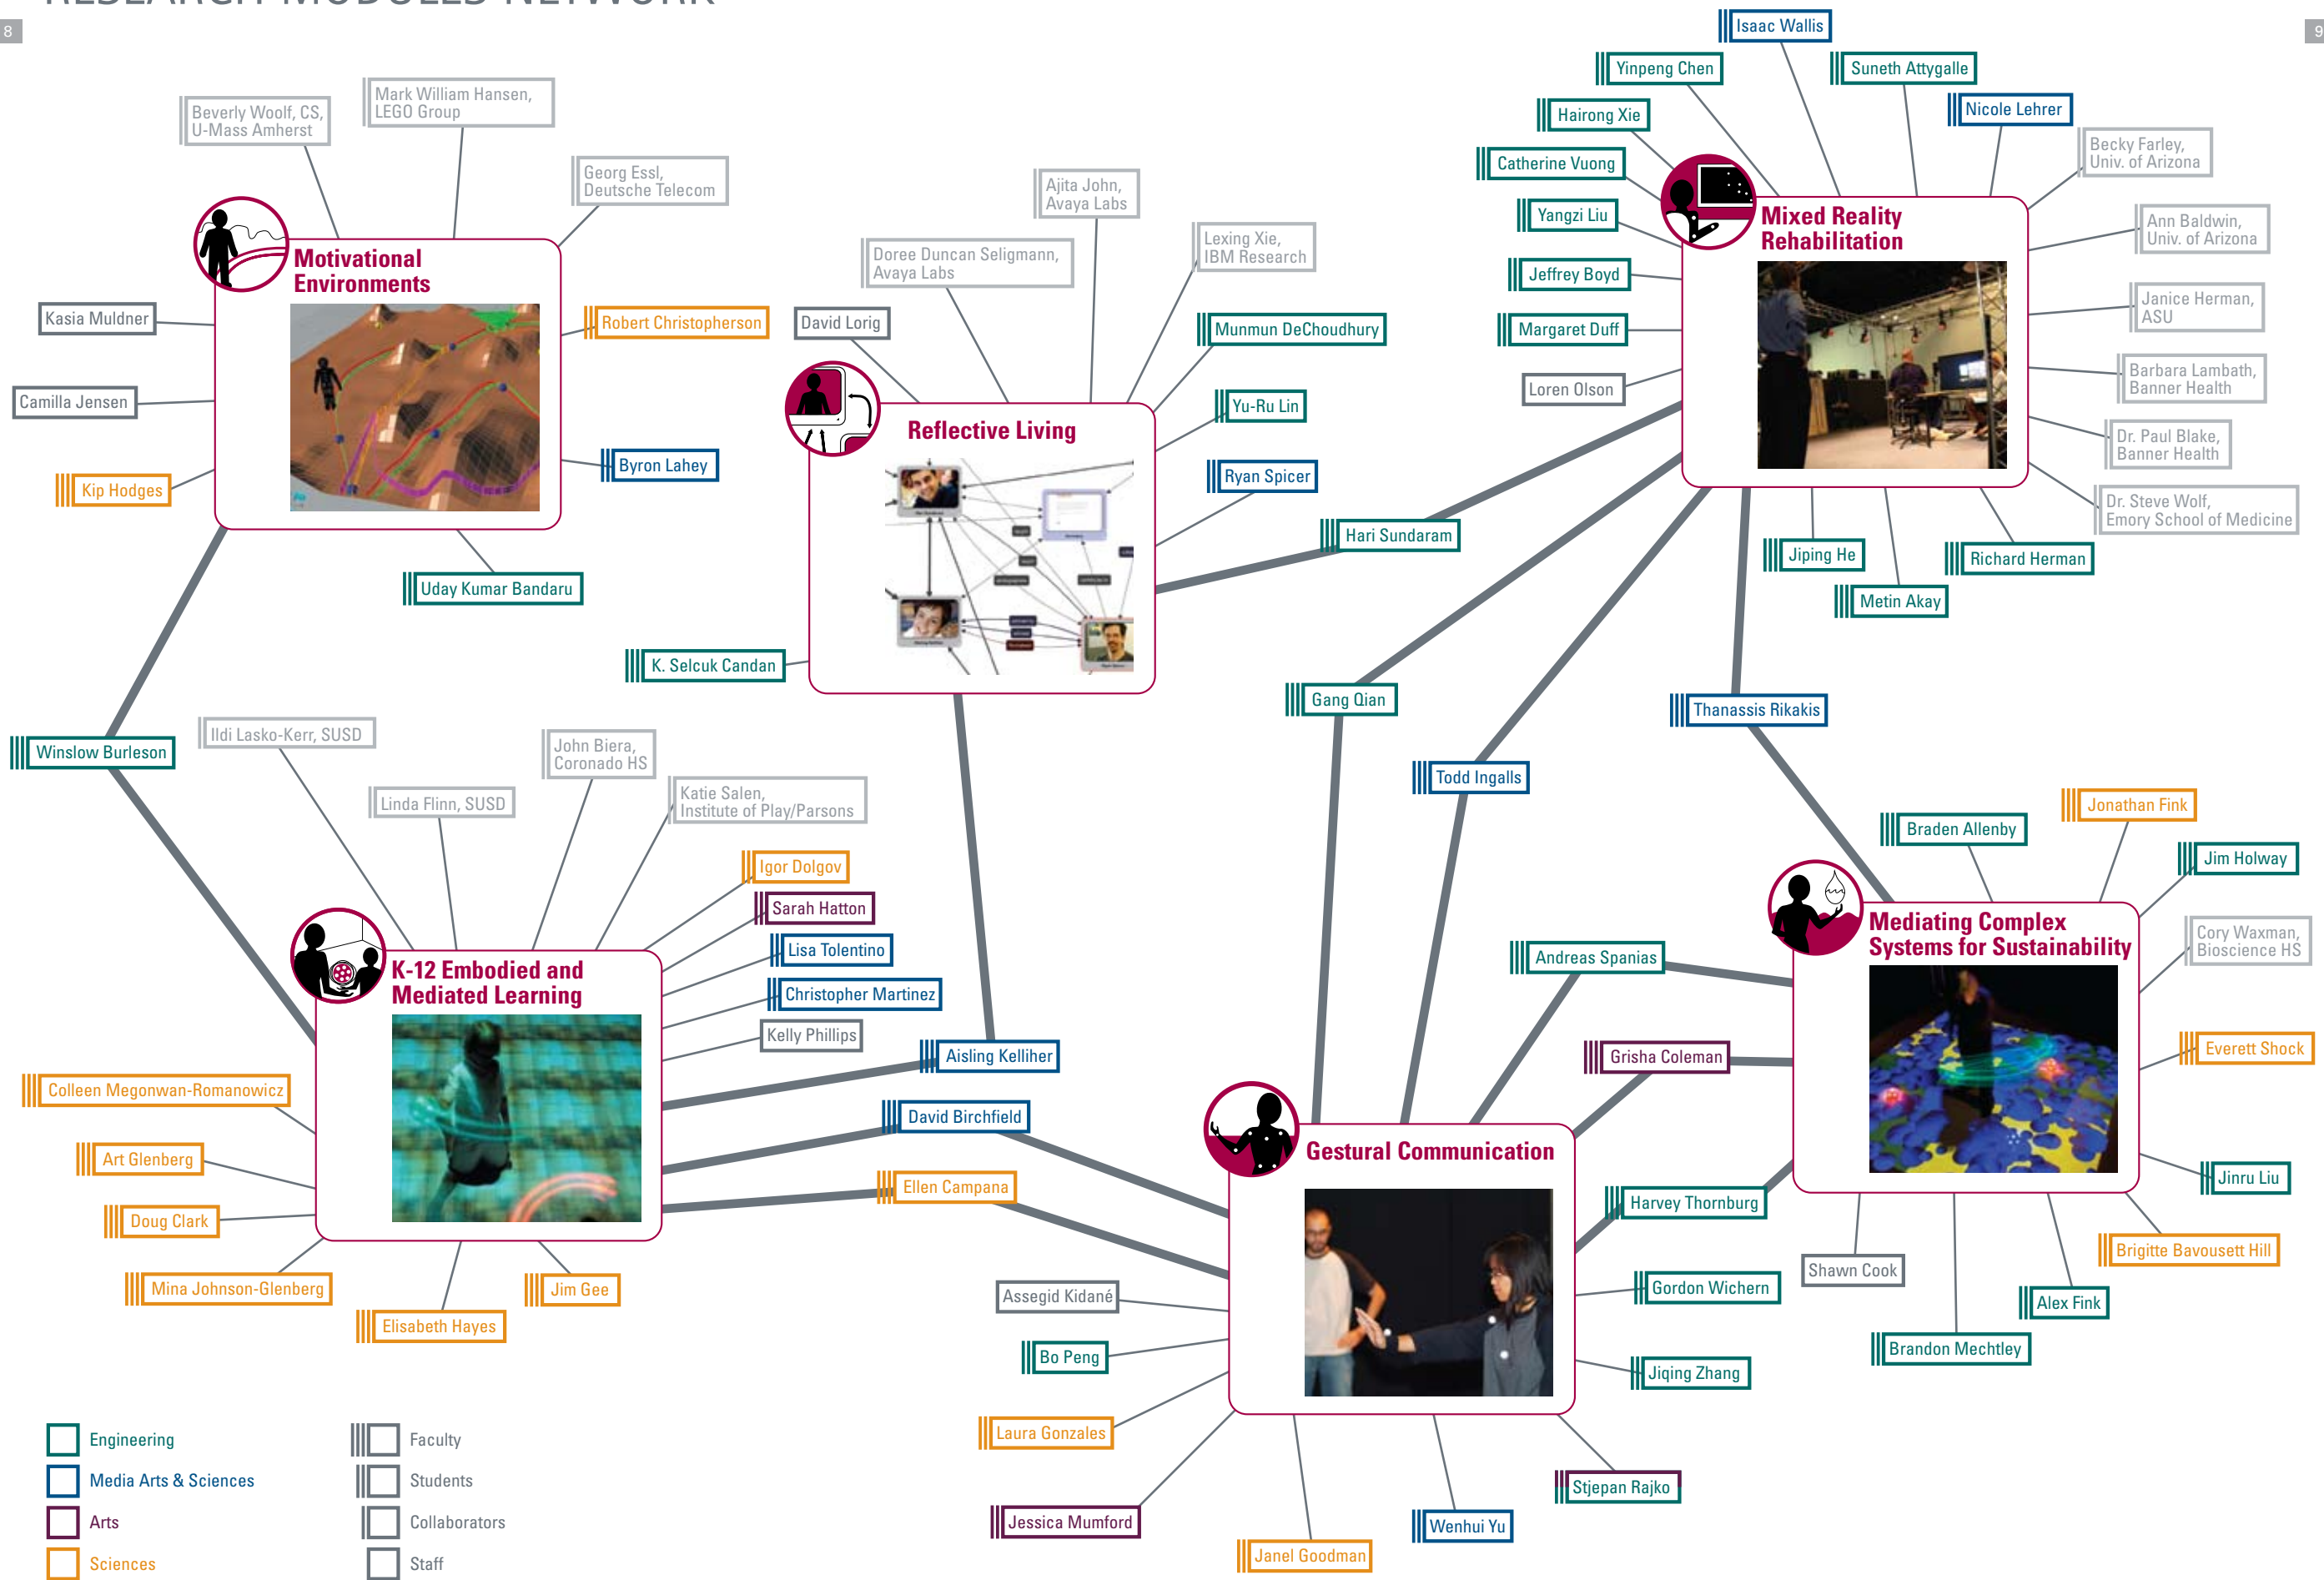 RESEARCH MODULES NETWORK
8
9
Isaac Wallis
Yinpeng Chen
Suneth Attygalle
Nicole Lehrer
Hairong Xie
Catherine Vuong
Yangzi Liu
Jeffrey Boyd
Margaret Duff
Loren Olson
Becky Farley,
Univ. of Arizona
Ann Baldwin,
Univ. of Arizona
Janice Herman,
ASU
Barbara Lambath,
Banner Health
Dr. Paul Blake,
Banner Health
Dr. Steve Wolf,
Emory School of Medicine
Mixed Reality
Rehabilitation
Jiping He
Metin Akay
Richard Herman
Beverly Woolf, CS,
U-Mass Amherst
Mark William Hansen,
LEGO Group
Georg Essl,
Deutsche Telecom
Motivational
Environments
Kasia Muldner
Camilla Jensen
Kip Hodges
Robert Christopherson
Byron Lahey
Uday Kumar Bandaru
Ajita John,
Avaya Labs
Doree Duncan Seligmann,
Avaya Labs
Lexing Xie,
IBM Research
David Lorig
Munmun DeChoudhury
Yu-Ru Lin
Ryan Spicer
Reflective Living
K. Selcuk Candan
Hari Sundaram
Gang Qian
Todd Ingalls
Thanassis Rikakis
Winslow Burleson
Ildi Lasko-Kerr, SUSD
Linda Flinn, SUSD
John Biera,
Coronado HS
Katie Salen,
Institute of Play/Parsons
Igor Dolgov
Sarah Hatton
Lisa Tolentino
Christopher Martinez
Kelly Phillips
K-12 Embodied and
Mediated Learning
Aisling Kelliher
David Birchfield
Ellen Campana
Colleen Megonwan-Romanowicz
Art Glenberg
Doug Clark
Mina Johnson-Glenberg
Elisabeth Hayes
Jim Gee
Braden Allenby
Jonathan Fink
Jim Holway
Cory Waxman,
Bioscience HS
Everett Shock
Jinru Liu
Brigitte Bavousett Hill
Alex Fink
Brandon Mechtley
Shawn Cook
Mediating Complex
Systems for Sustainability
Andreas Spanias
Grisha Coleman
Harvey Thornburg
Gestural Communication
Gordon Wichern
Jiqing Zhang
Stjepan Rajko
Wenhui Yu
Janel Goodman
Jessica Mumford
Laura Gonzales
Bo Peng
Assegid Kidané
Engineering
Media Arts & Sciences
Arts
Sciences
Faculty
Students
Collaborators
Staff